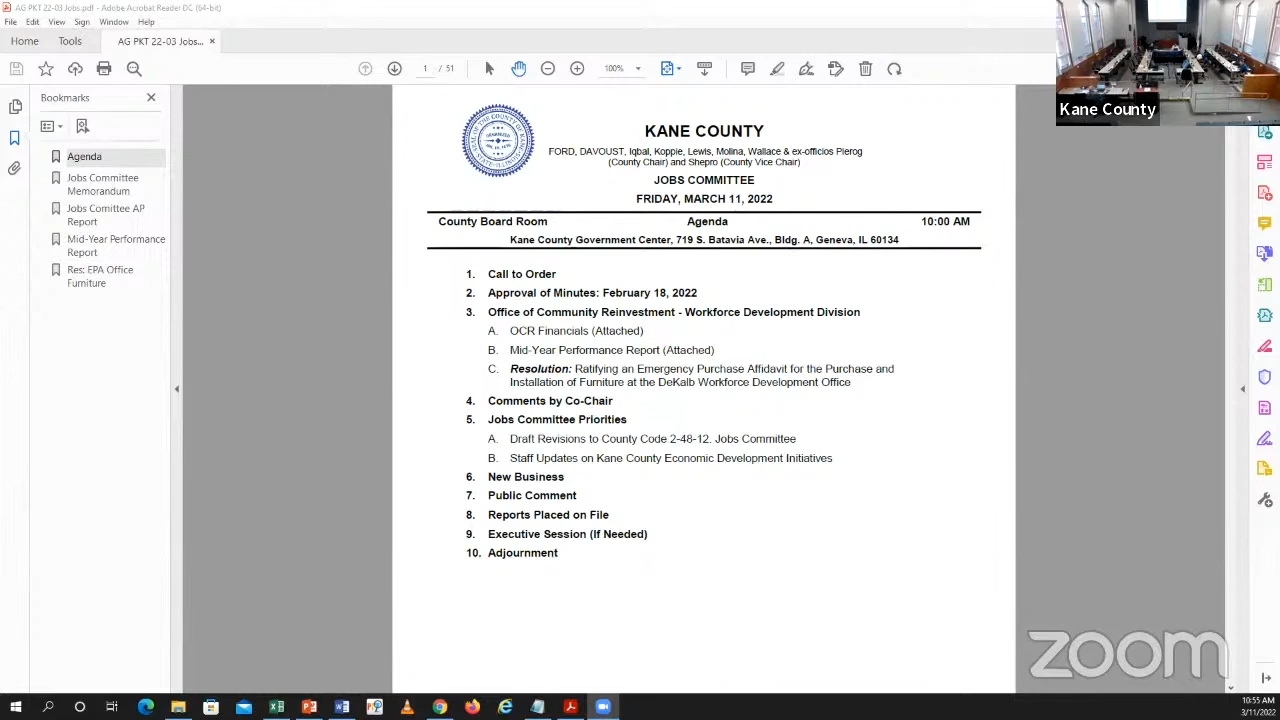 AG PKT 22-03 Jobs.pdf - Adobe Acrobat Reader DC (64-bit)
File Edit View Sign Window Help
Home Tools AG PKT 22-03 Jobs... ×
1 / 31 100%
Bookmarks
Agenda
Jobs Committee
Memorandum
Jobs Comittee AP
Report
Mid-Year Performance
Report
Res: EPA Office
Furniture
KANE COUNTY
FORD, DAVOUST, Iqbal, Koppie, Lewis, Molina, Wallace & ex-officios Pierog
(County Chair) and Shepro (County Vice Chair)
JOBS COMMITTEE
FRIDAY, MARCH 11, 2022
County Board Room Agenda 10:00 AM
Kane County Government Center, 719 S. Batavia Ave., Bldg. A, Geneva, IL 60134
1. Call to Order
2. Approval of Minutes: February 18, 2022
3. Office of Community Reinvestment - Workforce Development Division
A. OCR Financials (Attached)
B. Mid-Year Performance Report (Attached)
C. Resolution: Ratifying an Emergency Purchase Affidavit for the Purchase and
Installation of Furniture at the DeKalb Workforce Development Office
4. Comments by Co-Chair
5. Jobs Committee Priorities
A. Draft Revisions to County Code 2-48-12. Jobs Committee
B. Staff Updates on Kane County Economic Development Initiatives
6. New Business
7. Public Comment
8. Reports Placed on File
9. Executive Session (If Needed)
10. Adjournment
Kane County
zoom
10:55 AM
3/11/2022